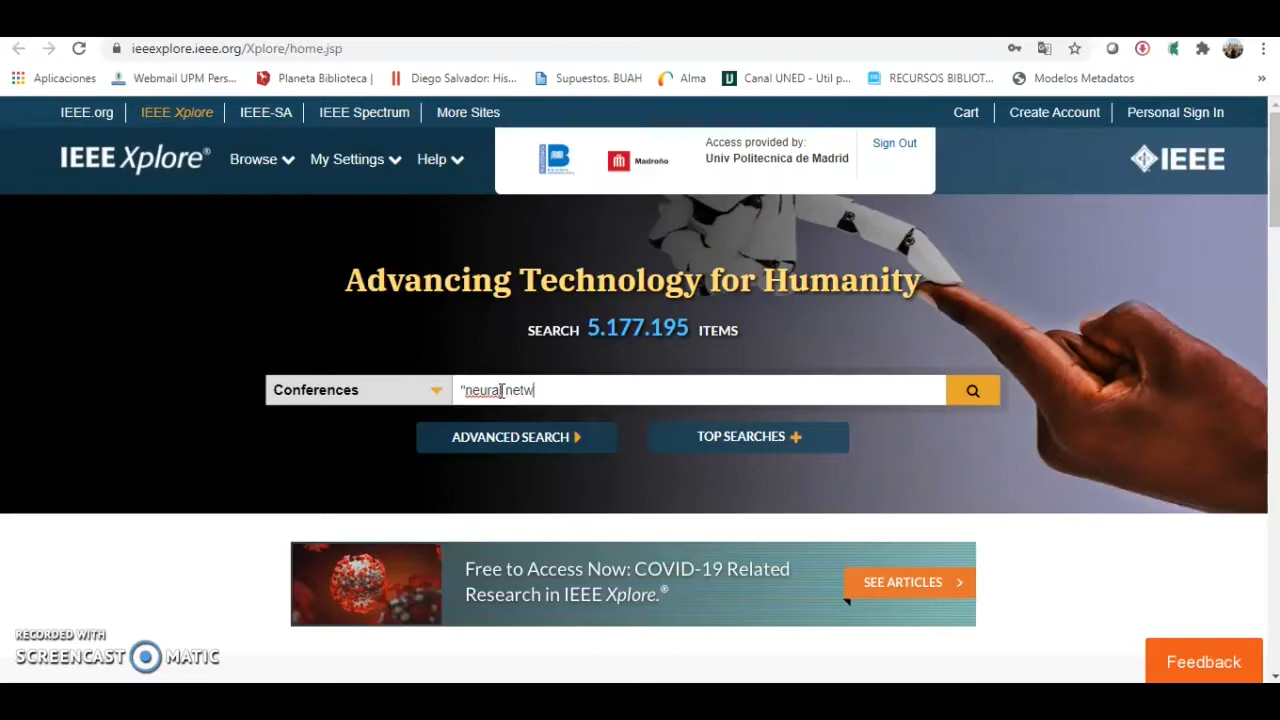 ieeexplore.ieee.org/Xplore/home.jsp
Aplicaciones Webmail UPM Pers... Planeta Biblioteca | Diego Salvador: His... Supuestos. BUAH Alma Canal UNED - Util p... RECURSOS BIBLIOT... Modelos Metadatos »
IEEE.org IEEE Xplore IEEE-SA IEEE Spectrum More Sites Cart Create Account Personal Sign In
IEEE Xplore® Browse My Settings Help Madroño Access provided by: Sign Out IEEE
Univ Politecnica de Madrid
Advancing Technology for Humanity
SEARCH 5.177.195 ITEMS
Conferences "neural netw
ADVANCED SEARCH TOP SEARCHES +
Free to Access Now: COVID-19 Related
Research in IEEE Xplore.®
SEE ARTICLES >
RECORDED WITH
SCREENCAST MATIC
Feedback